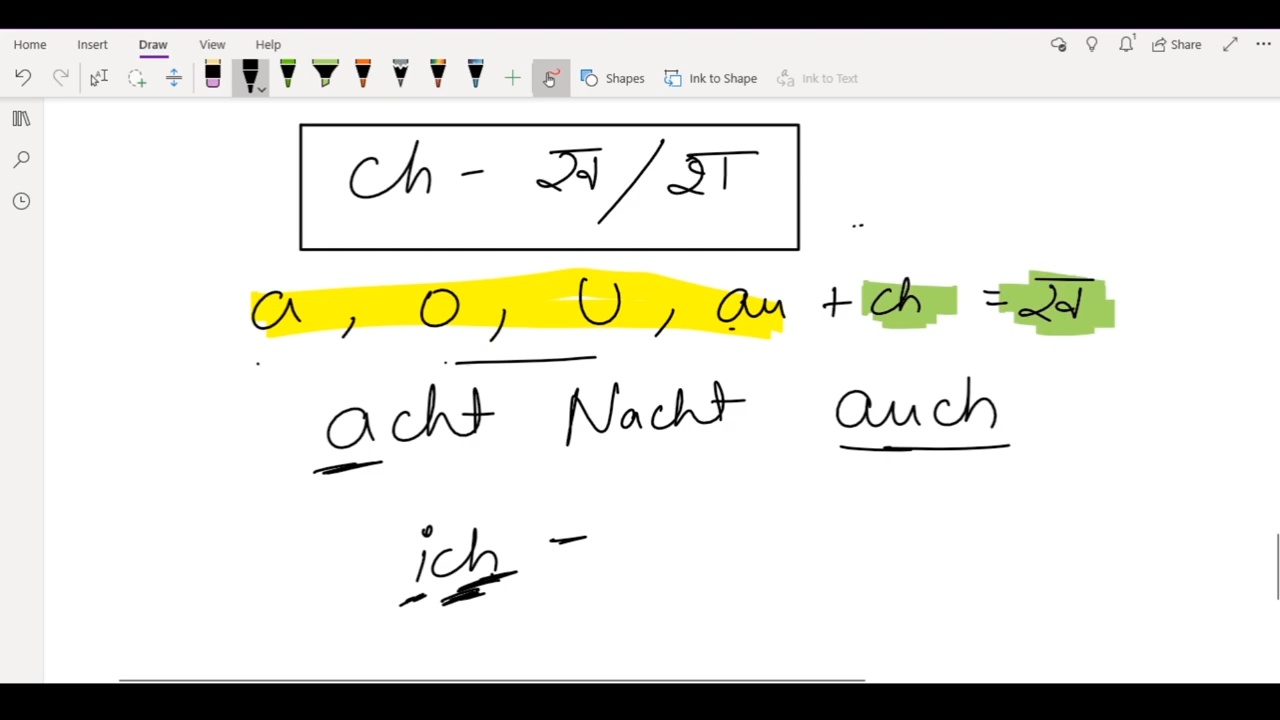 Home Insert Draw View Help
Share
Shapes Ink to Shape Ink to Text
ch - ख / श
a , o , U , au + ch = ख
acht Nacht auch
ich -